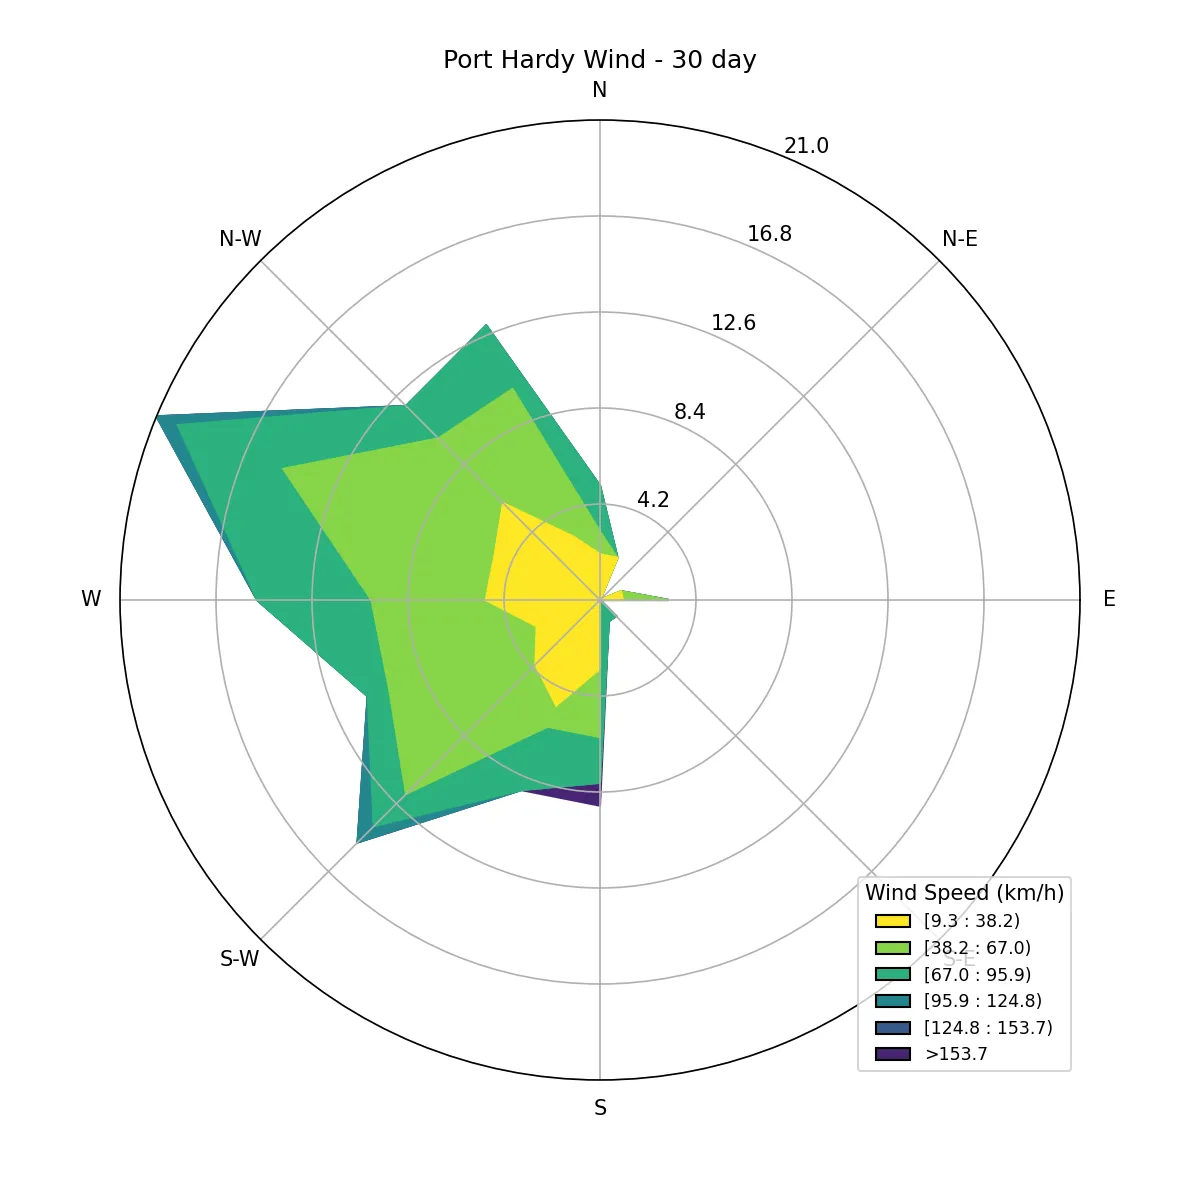 Port Hardy Wind - 30 day
N
21.0
N-W
16.8
N-E
12.6
8.4
4.2
W
E
Wind Speed (km/h)
[9.3 : 38.2)
[38.2 : 67.0)
S-W
S-E
[67.0 : 95.9)
[95.9 : 124.8)
[124.8 : 153.7)
>153.7
S